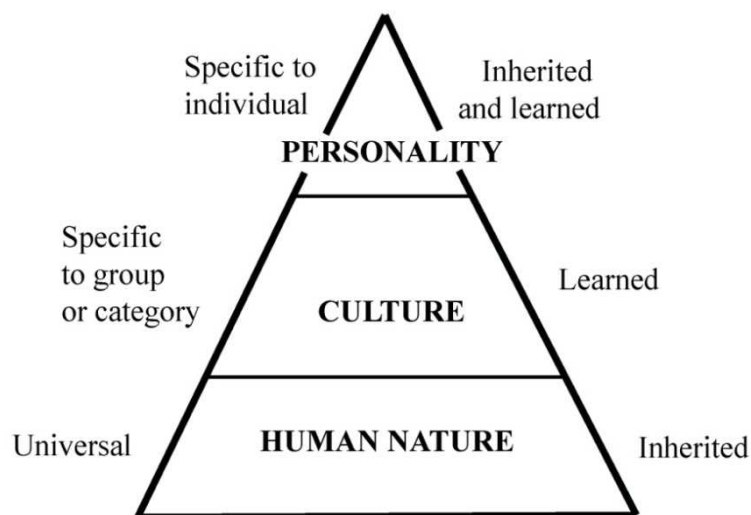 Specific to
individual
Inherited
and learned
PERSONALITY
Specific
to group
or category
CULTURE
Learned
Universal
HUMAN NATURE
Inherited